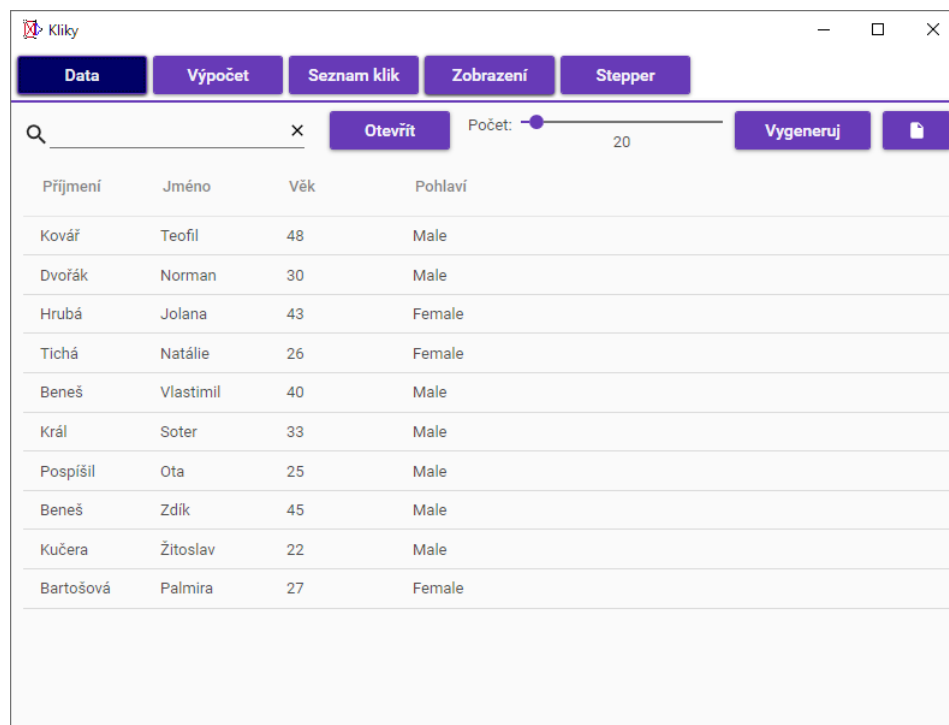 Kliky
Data Výpočet Seznam klik Zobrazení Stepper
Otevřít Počet: 20 Vygeneruj
Příjmení Jméno Věk Pohlaví
Kovář Teofil 48 Male
Dvořák Norman 30 Male
Hrubá Jolana 43 Female
Tichá Natálie 26 Female
Beneš Vlastimil 40 Male
Král Soter 33 Male
Pospíšil Ota 25 Male
Beneš Zdík 45 Male
Kučera Žitoslav 22 Male
Bartošová Palmira 27 Female